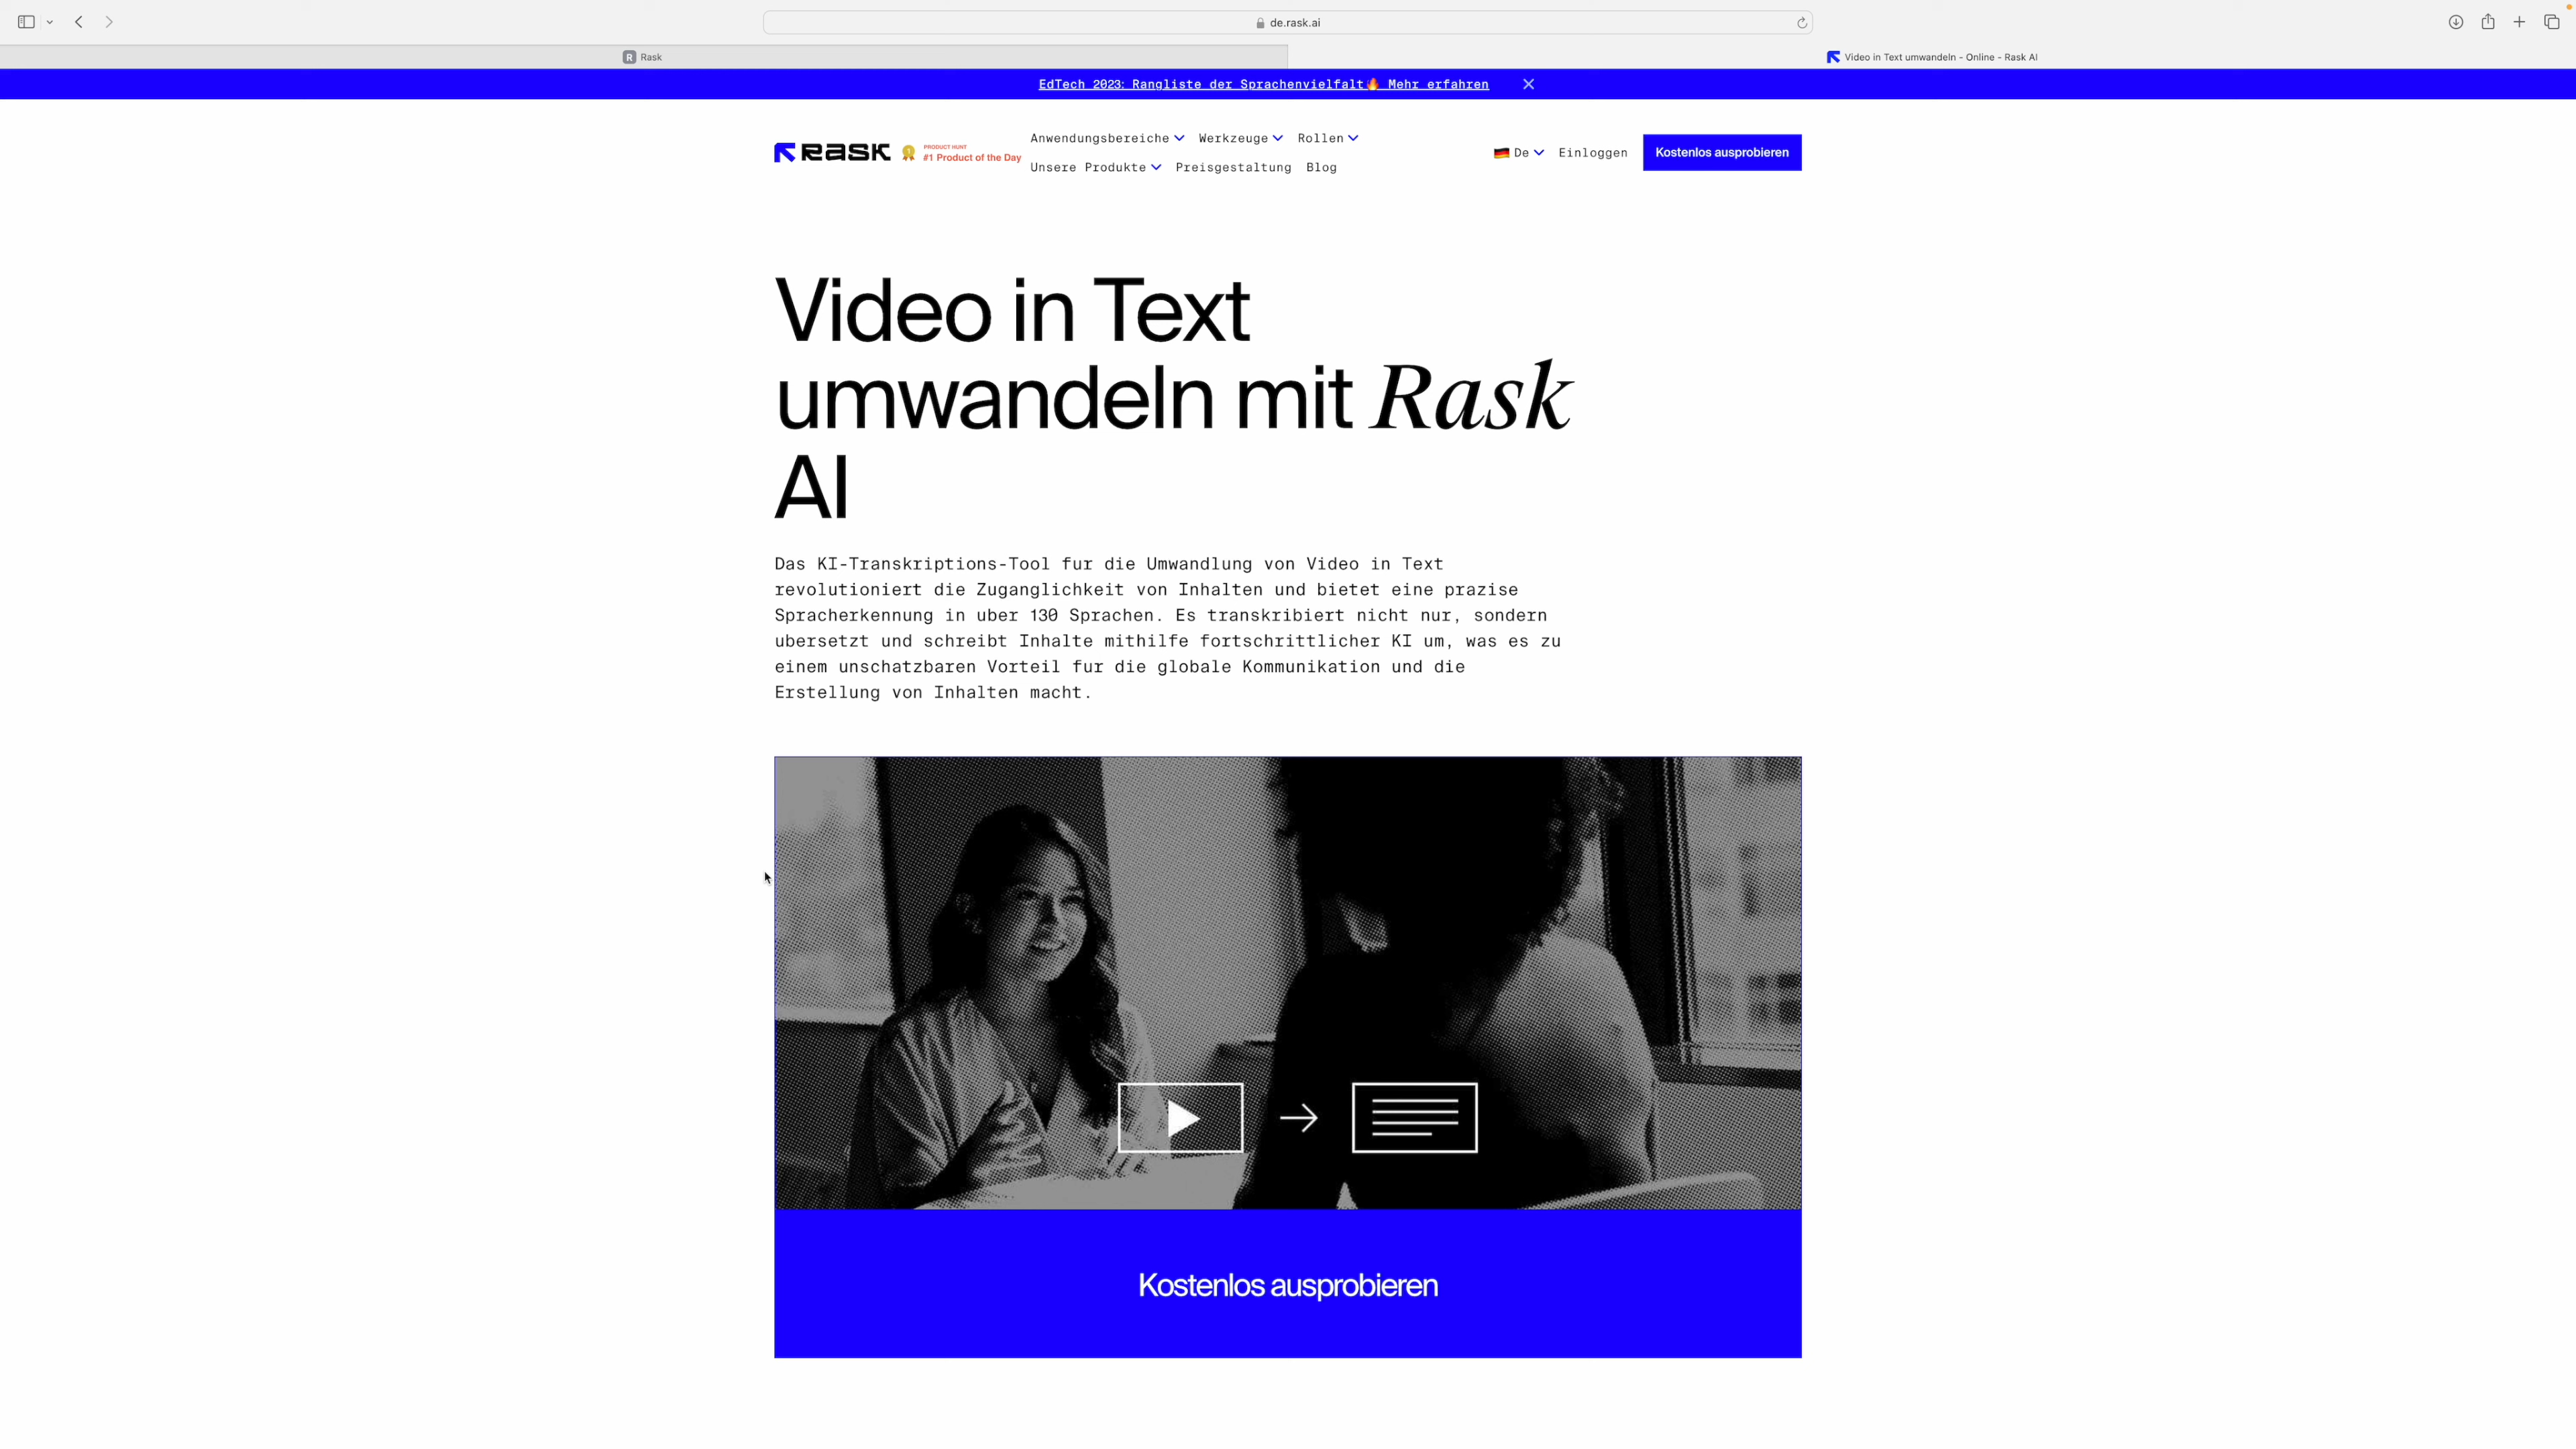 de.rask.ai
R Rask
Video in Text umwandeln - Online - Rask AI
EdTech 2023: Rangliste der Sprachenvielfalt🔥 Mehr erfahren
Rask
1
PRODUCT HUNT
#1 Product of the Day
Anwendungsbereiche Werkzeuge Rollen
Unsere Produkte Preisgestaltung Blog
De Einloggen Kostenlos ausprobieren
Video in Text
umwandeln mit Rask
AI
Das KI-Transkriptions-Tool fur die Umwandlung von Video in Text
revolutioniert die Zuganglichkeit von Inhalten und bietet eine prazise
Spracherkennung in uber 130 Sprachen. Es transkribiert nicht nur, sondern
ubersetzt und schreibt Inhalte mithilfe fortschrittlicher KI um, was es zu
einem unschatzbaren Vorteil fur die globale Kommunikation und die
Erstellung von Inhalten macht.
Kostenlos ausprobieren